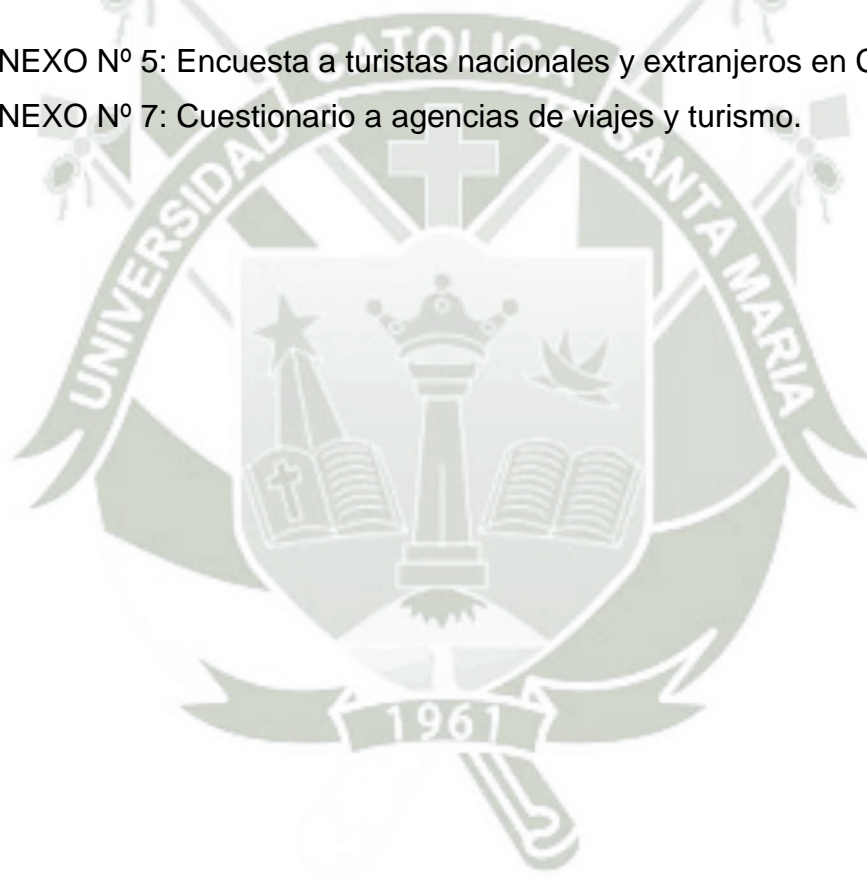 NEXO Nº 5: Encuesta a turistas nacionales y extranjeros en
NEXO Nº 7: Cuestionario a agencias de viajes y turismo.
UNIVERSIDAD CATOLICA SANTA MARIA
1961